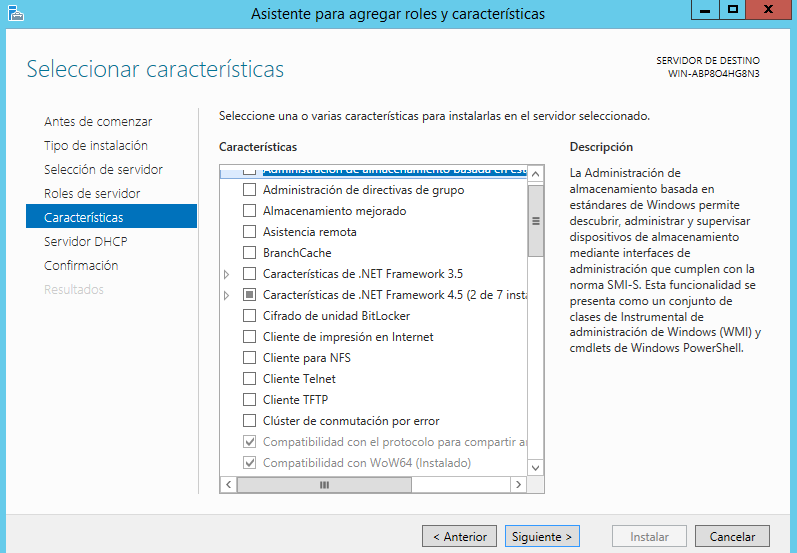 Asistente para agregar roles y características
Seleccionar características
SERVIDOR DE DESTINO
WIN-ABP8O4HG8N3
Antes de comenzar
Tipo de instalación
Selección de servidor
Roles de servidor
Características
Servidor DHCP
Confirmación
Resultados
Seleccione una o varias características para instalarlas en el servidor seleccionado.
Características
Administración de almacenamiento basada en est
Administración de directivas de grupo
Almacenamiento mejorado
Asistencia remota
BranchCache
Características de .NET Framework 3.5
Características de .NET Framework 4.5 (2 de 7 insta
Cifrado de unidad BitLocker
Cliente de impresión en Internet
Cliente para NFS
Cliente Telnet
Cliente TFTP
Clúster de conmutación por error
Compatibilidad con el protocolo para compartir ar
Compatibilidad con WoW64 (Instalado)
Descripción
La Administración de
almacenamiento basada en
estándares de Windows permite
descubrir, administrar y supervisar
dispositivos de almacenamiento
mediante interfaces de
administración que cumplen con la
norma SMI-S. Esta funcionalidad se
presenta como un conjunto de
clases de Instrumental de
administración de Windows (WMI) y
cmdlets de Windows PowerShell.
< Anterior
Siguiente >
Instalar
Cancelar